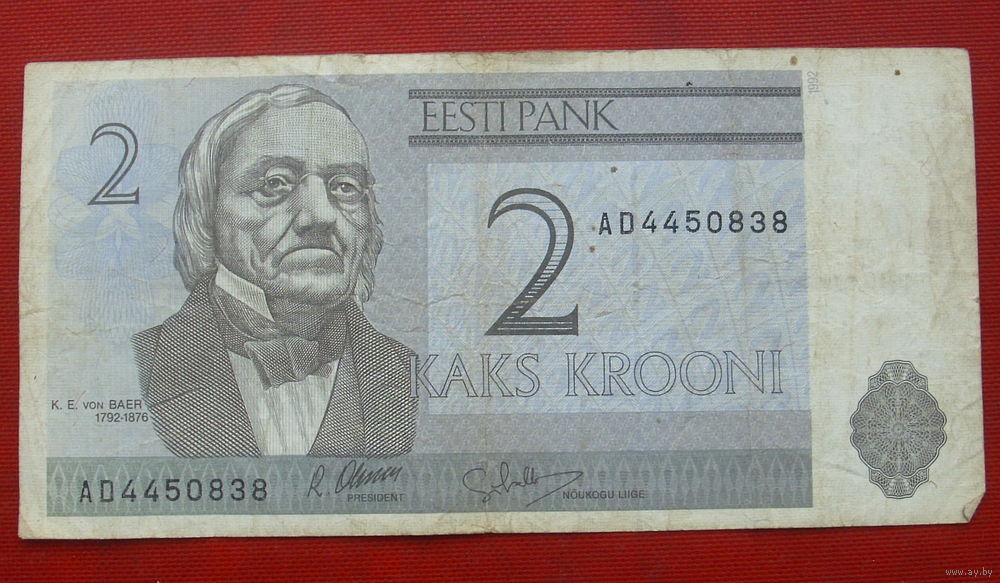 1992
EESTI PANK
2
2
AD4450838
KAKS KROONI
K. E. VON BAER
1792-1876
AD4450838
PRESIDENT
NÕUKOGU LIIGE
www.ay.by